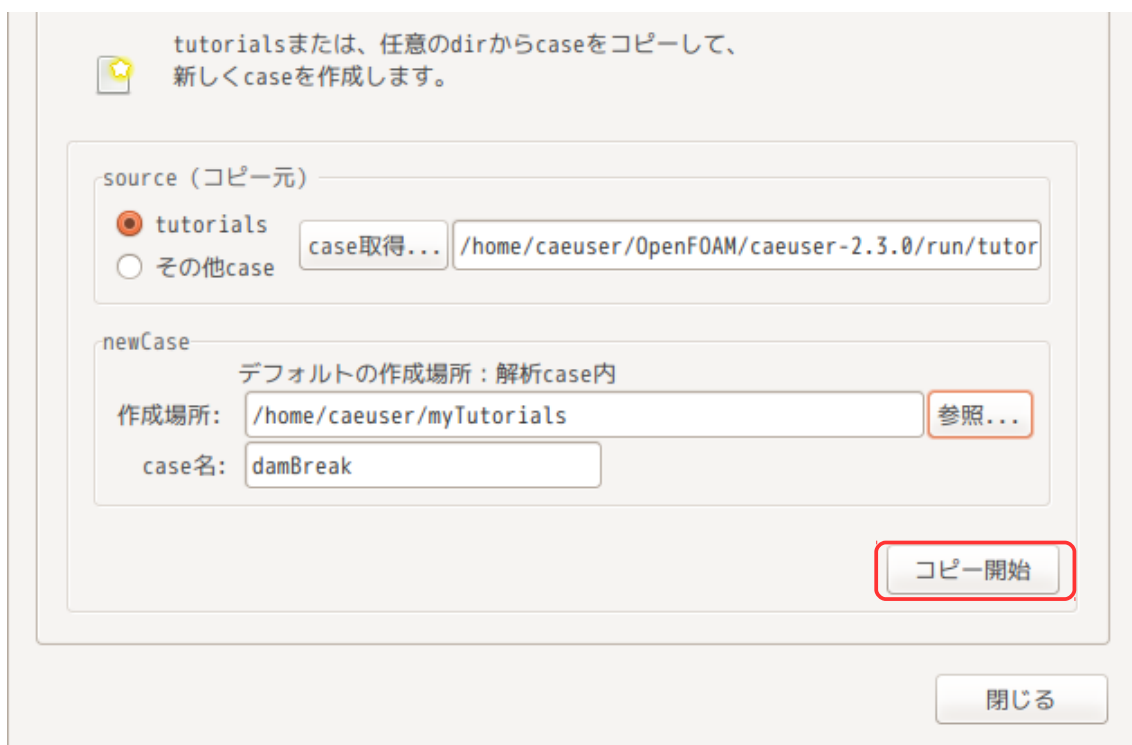 tutorialsまたは、任意のdirからcaseをコピーして、
新しくcaseを作成します。
source (コピー元)
tutorials
その他case
case取得...
/home/caeuser/OpenFOAM/caeuser-2.3.0/run/tutor
newCase
デフォルトの作成場所：解析case内
作成場所:
/home/caeuser/myTutorials
参照...
case名:
damBreak
コピー開始
閉じる